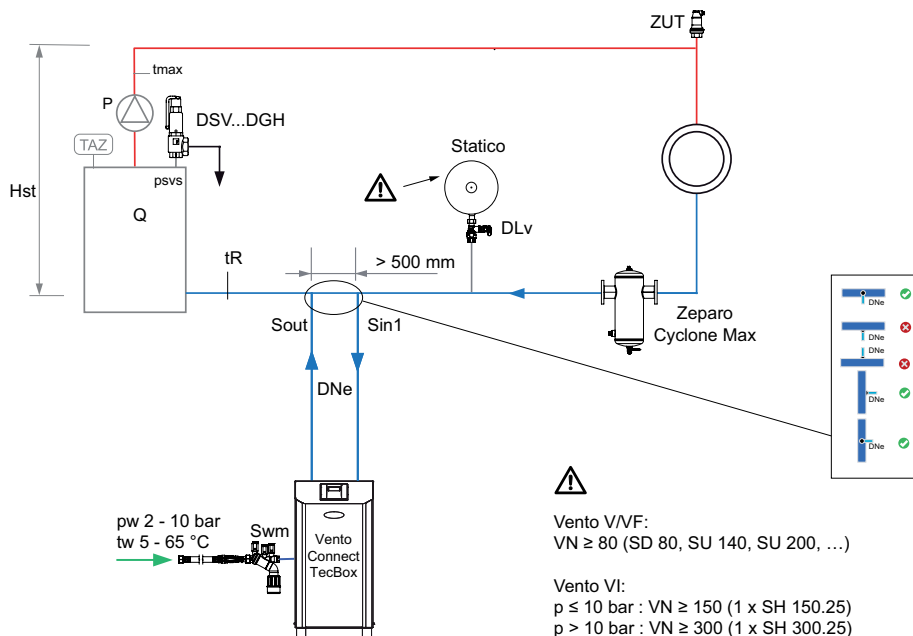 ZUT
tmax
P
DSV...DGH
TAZ
Statico
psvs
Hst
Q
DLv
tR
> 500 mm
Sout
Sin1
Zeparo
Cyclone Max
DNe
DNe
DNe
DNe
DNe
DNe
pw 2 - 10 bar
tw 5 - 65 °C
Swm
Vento
Connect
TecBox
Vento V/VF:
VN ≥ 80 (SD 80, SU 140, SU 200, …)
Vento VI:
p ≤ 10 bar : VN ≥ 150 (1 x SH 150.25)
p > 10 bar : VN ≥ 300 (1 x SH 300.25)